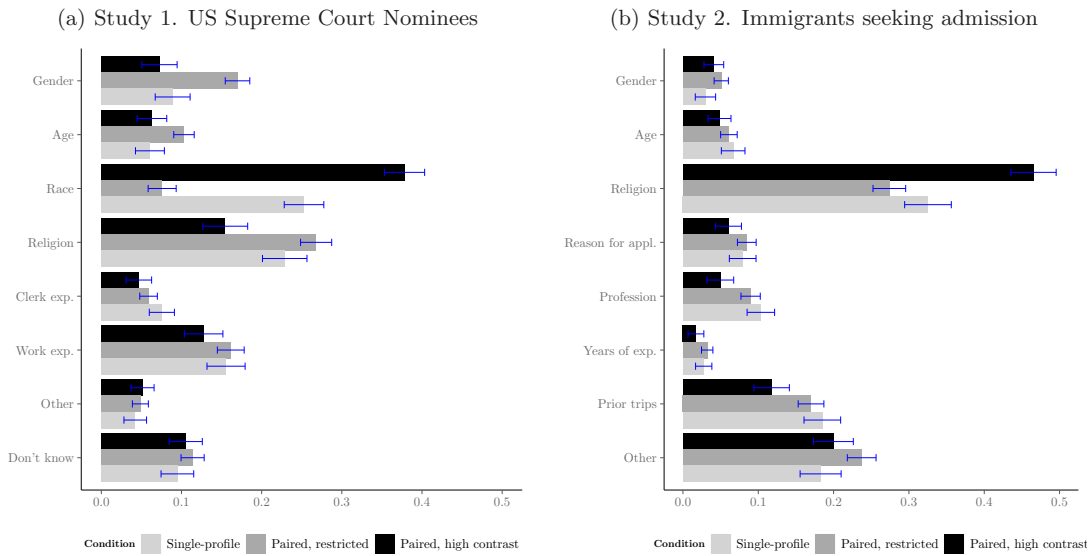 (a) Study 1. US Supreme Court Nominees
Gender
Age
Race
Religion
Clerk exp.
Work exp.
Other
Don't know
0.0 0.1 0.2 0.3 0.4 0.5
Condition Single-profile Paired, restricted Paired, high contrast
(b) Study 2. Immigrants seeking admission
Gender
Age
Religion
Reason for appl.
Profession
Years of exp.
Prior trips
Other
0.0 0.1 0.2 0.3 0.4 0.5
Condition Single-profile Paired, restricted Paired, high contrast